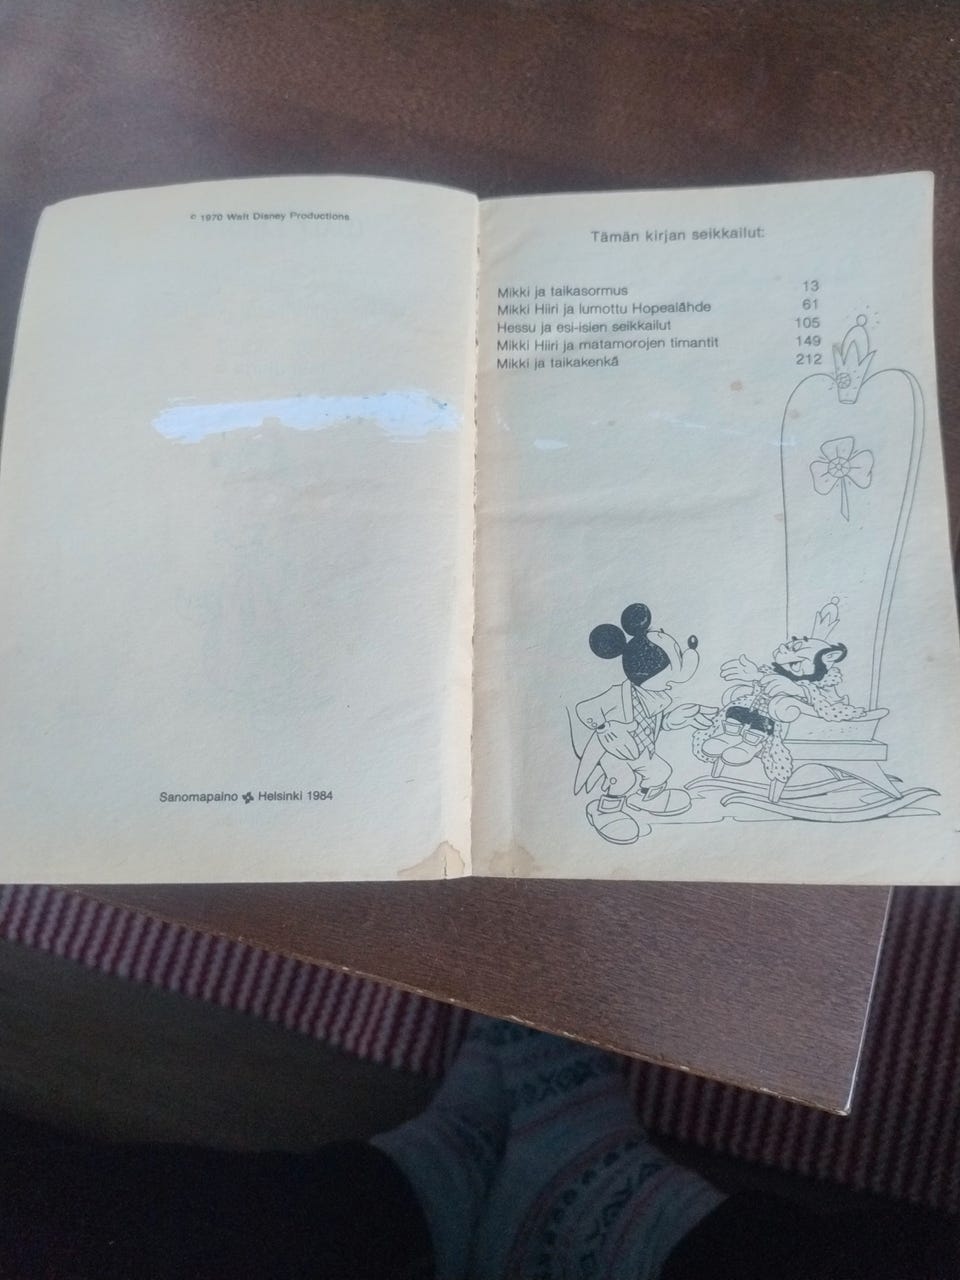 © 1970 Walt Disney Productions
Sanomapaino Helsinki 1984
Tämän kirjan seikkailut:
Mikki ja taikasormus 13
Mikki Hiiri ja lumottu Hopealähde 61
Hessu ja esi-isien seikkailut 105
Mikki Hiiri ja matamorojen timantit 149
Mikki ja taikakenkä 212